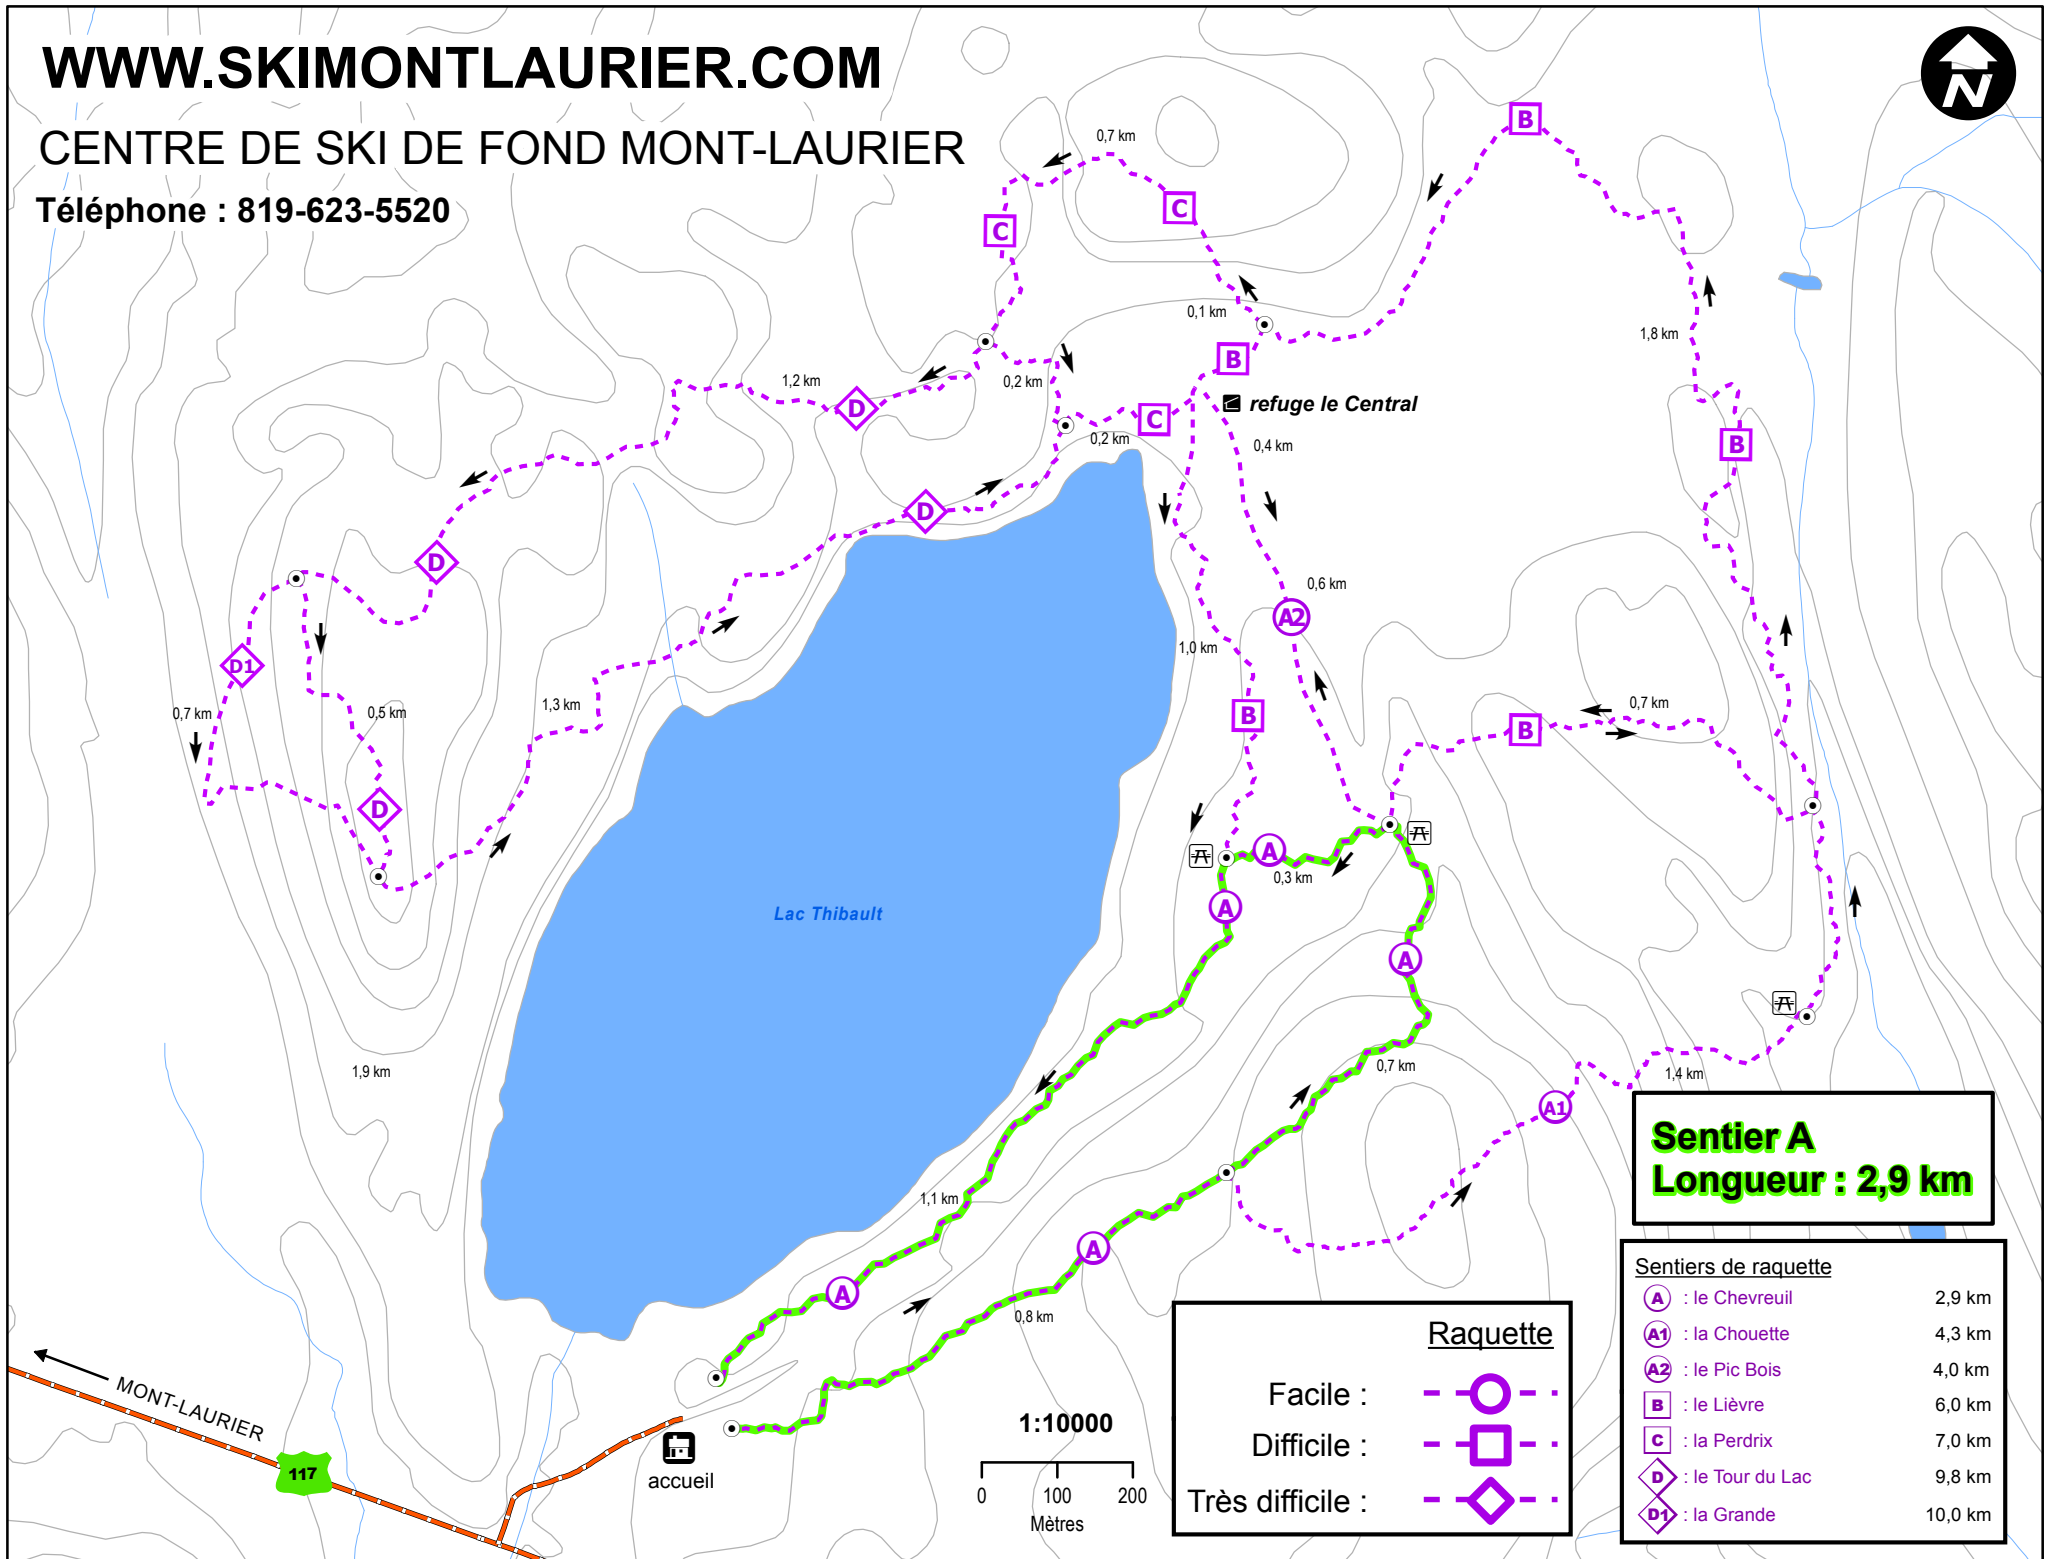 WWW.SKIMONTLAURIER.COM
CENTRE DE SKI DE FOND MONT-LAURIER
Téléphone : 819-623-5520
N
B
0,7 km
C
C
0,1 km
1,8 km
B
1,2 km
0,2 km
D
refuge le Central
C
0,2 km
0,4 km
B
D
D
0,6 km
A2
1,0 km
D1
0,7 km
0,5 km
1,3 km
B
0,7 km
B
D
A
0,3 km
A
Lac Thibault
A
1,9 km
0,7 km
1,4 km
A1
Sentier A
Longueur : 2,9 km
1,1 km
A
A
0,8 km
MONT-LAURIER
117
accueil
1:10000
0 100 200
Mètres
Raquette
Facile :
Difficile :
Très difficile :
Sentiers de raquette
A : le Chevreuil 2,9 km
A1 : la Chouette 4,3 km
A2 : le Pic Bois 4,0 km
B : le Lièvre 6,0 km
C : la Perdrix 7,0 km
D : le Tour du Lac 9,8 km
D1 : la Grande 10,0 km